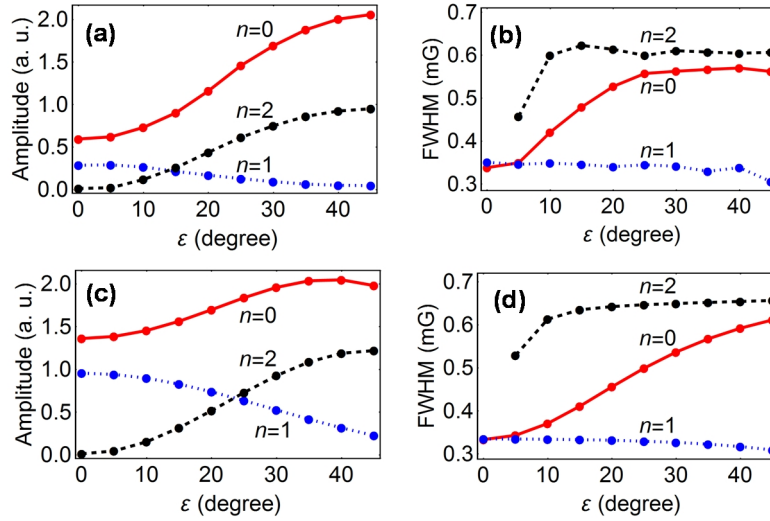 (a)
n=0
n=2
n=1
Amplitude (a. u.)
2.0
1.5
1.0
0.5
0.0
0 10 20 30 40
ε (degree)
(b)
n=2
n=0
n=1
FWHM (mG)
0.7
0.6
0.5
0.4
0.3
0 10 20 30 40
ε (degree)
(c)
n=0
n=2
n=1
Amplitude (a. u.)
2.0
1.5
1.0
0.5
0.0
0 10 20 30 40
ε (degree)
(d)
n=2
n=0
n=1
FWHM (mG)
0.7
0.6
0.5
0.4
0.3
0 10 20 30 40
ε (degree)